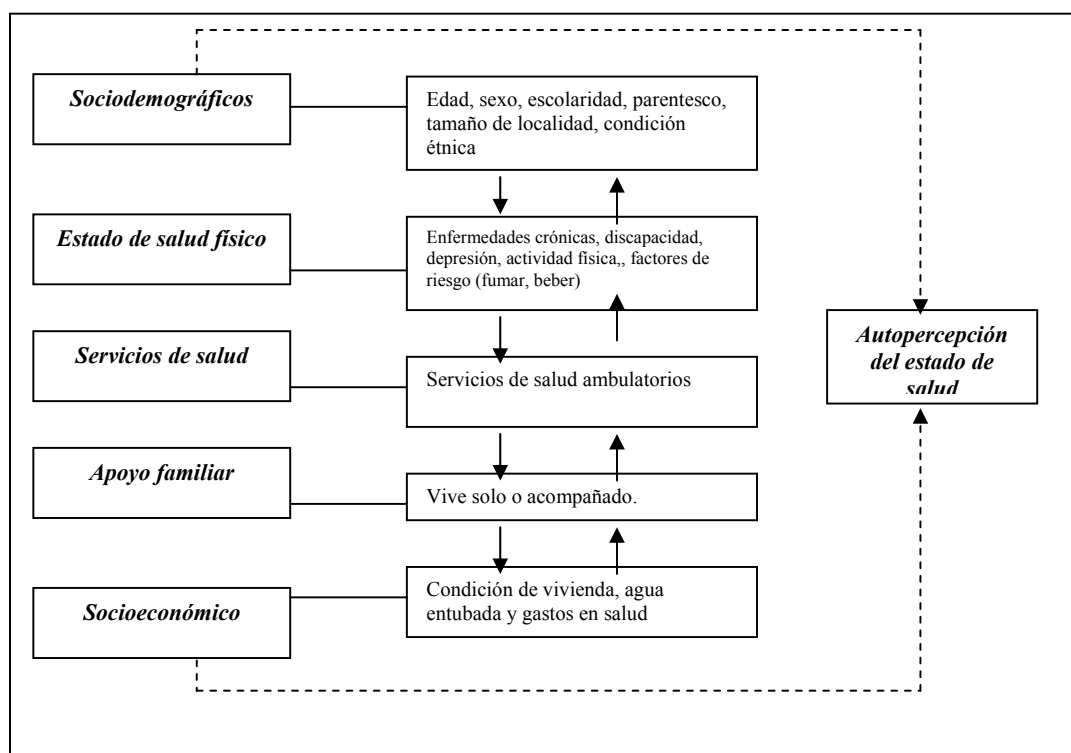 Sociodemográficos
Edad, sexo, escolaridad, parentesco,
tamaño de localidad, condición
étnica
Estado de salud físico
Enfermedades crónicas, discapacidad,
depresión, actividad física,, factores de
riesgo (fumar, beber)
Servicios de salud
Servicios de salud ambulatorios
Autopercepción
del estado de
salud
Apoyo familiar
Vive solo o acompañado.
Socioeconómico
Condición de vivienda, agua
entubada y gastos en salud